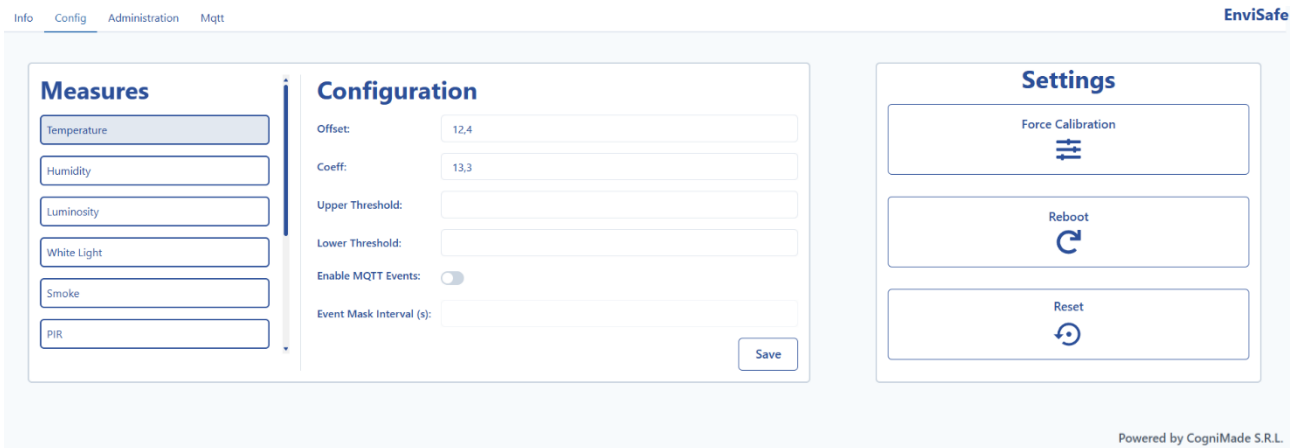 Info Config Administration Mqtt
EnviSafe
Measures
Temperature
Humidity
Luminosity
White Light
Smoke
PIR
Configuration
Offset: 12,4
Coeff: 13,3
Upper Threshold:
Lower Threshold:
Enable MQTT Events:
Event Mask Interval (s):
Save
Settings
Force Calibration
Reboot
Reset
Powered by CogniMade S.R.L.